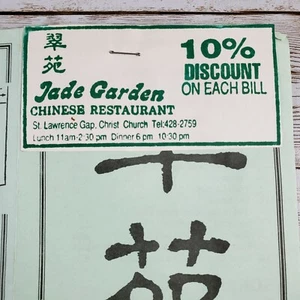 翠
苑
Jade Garden
CHINESE RESTAURANT
St. Lawrence Gap, Christ Church Tel:428-2759
Lunch 11am-2:30 pm Dinner 6 pm 10:30 pm
10%
DISCOUNT
ON EACH BILL
苑